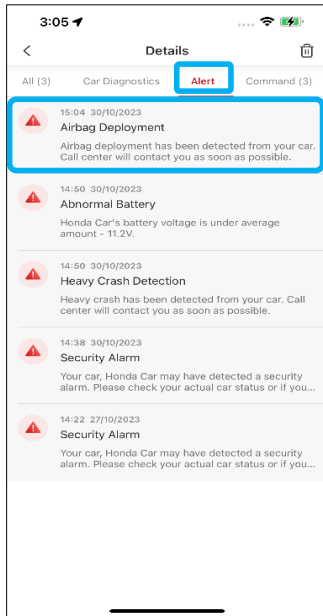 3:05
Details
All (3) Car Diagnostics Alert Command (3)
15:04 30/10/2023
Airbag Deployment
Airbag deployment has been detected from your car.
Call center will contact you as soon as possible.
14:50 30/10/2023
Abnormal Battery
Honda Car's battery voltage is under average
amount - 11.2V.
14:50 30/10/2023
Heavy Crash Detection
Heavy crash has been detected from your car. Call
center will contact you as soon as possible.
14:38 30/10/2023
Security Alarm
Your car, Honda Car may have detected a security
alarm. Please check your actual car status or if you...
14:22 27/10/2023
Security Alarm
Your car, Honda Car may have detected a security
alarm. Please check your actual car status or if you...